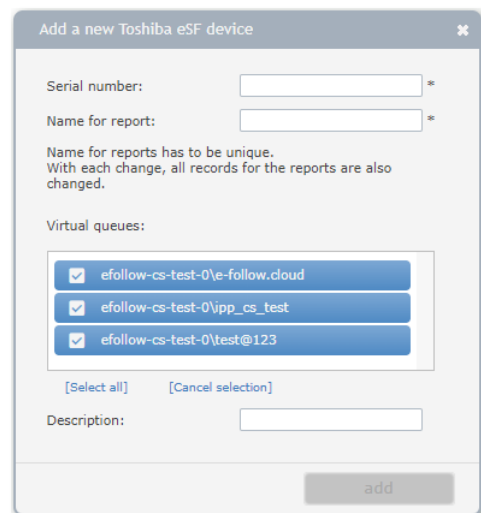 Add a new Toshiba eSF device
Serial number: *
Name for report: *
Name for reports has to be unique.
With each change, all records for the reports are also
changed.
Virtual queues:
efollow-cs-test-0\e-follow.cloud
efollow-cs-test-0\ipp_cs_test
efollow-cs-test-0\test@123
[Select all] [Cancel selection]
Description:
add